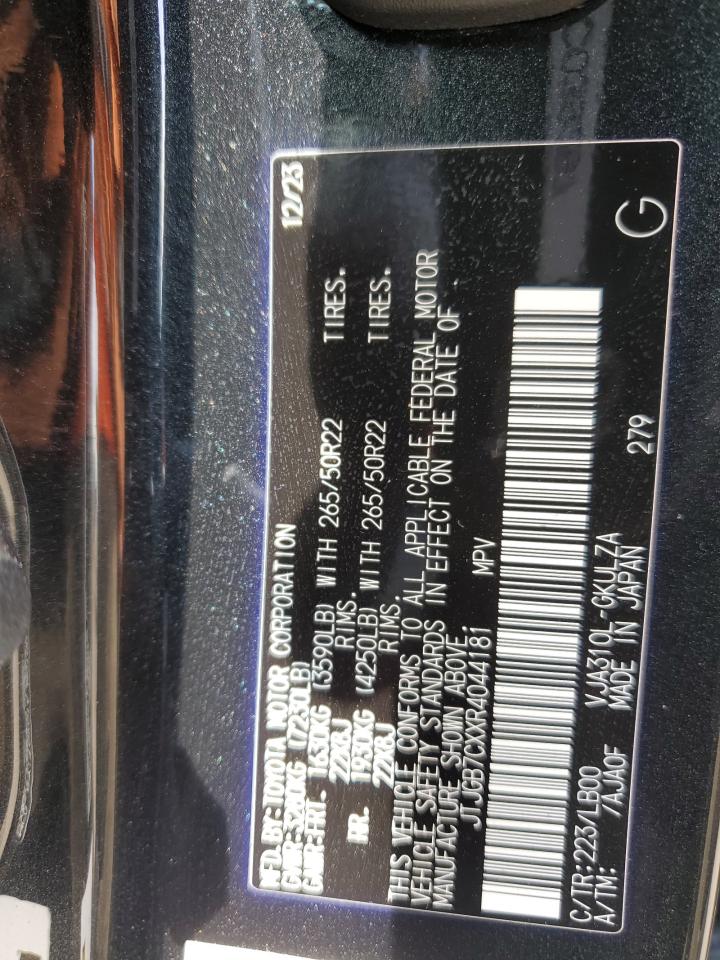 MFD.BY:TOYOTA MOTOR CORPORATION 12/23
GVWR:3280KG (7230LB)
GAWR:FRT. 1630KG (3590LB) WITH 265/50R22 TIRES.
22X8J RIMS.
RR. 1930KG (4250LB) WITH 265/50R22 TIRES.
22X8J RIMS.
THIS VEHICLE CONFORMS TO ALL APPLICABLE FEDERAL MOTOR
VEHICLE SAFETY STANDARDS IN EFFECT ON THE DATE OF
MANUFACTURE SHOWN ABOVE.
JTJGB7CXXR4044181 MPV
C/TR:223/LB00 VJA310L-GKULZA
A/TM: 7AJA0F MADE IN JAPAN 279 G